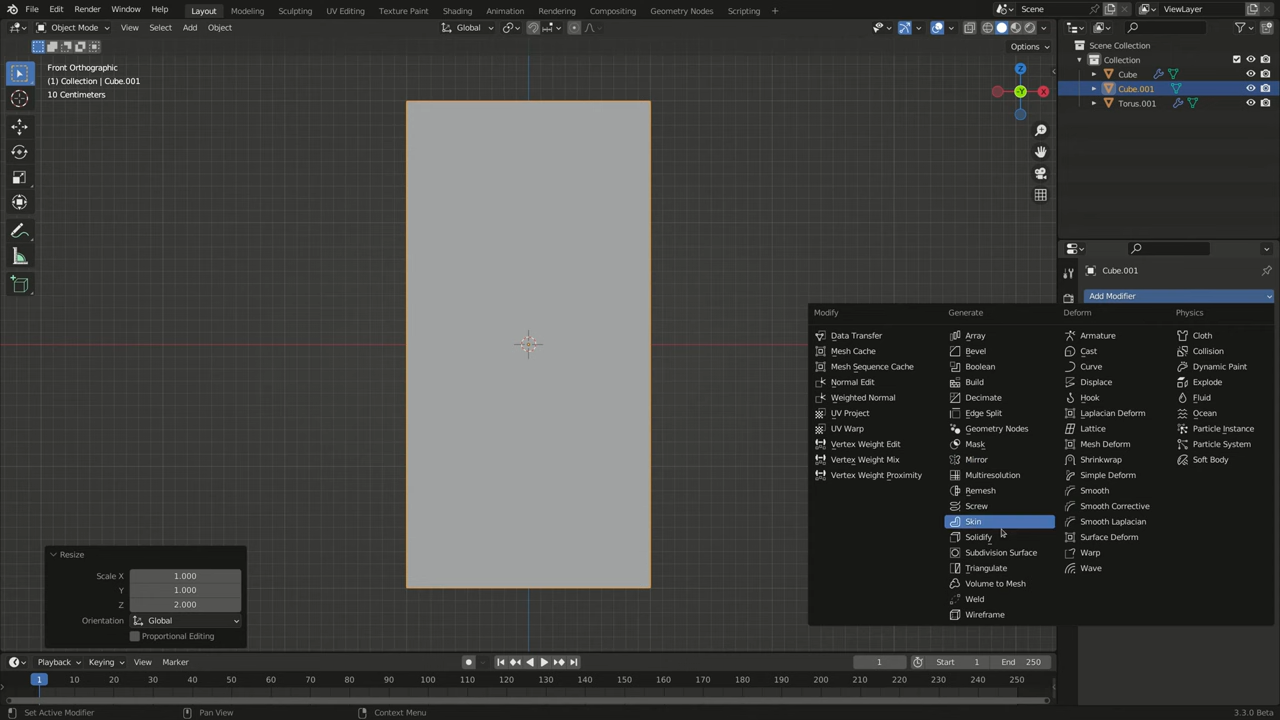 File Edit Render Window Help Layout Modeling Sculpting UV Editing Texture Paint Shading Animation Rendering Compositing Geometry Nodes Scripting Scene ViewLayer
Object Mode View Select Add Object Global
Options
Front Orthographic
(1) Collection | Cube.001
10 Centimeters
Z
X
-Y
Scene Collection
Collection
Cube
Cube.001
Torus.001
Cube.001
Add Modifier
Modify
Data Transfer
Mesh Cache
Mesh Sequence Cache
Normal Edit
Weighted Normal
UV Project
UV Warp
Vertex Weight Edit
Vertex Weight Mix
Vertex Weight Proximity
Generate
Array
Bevel
Boolean
Build
Decimate
Edge Split
Geometry Nodes
Mask
Mirror
Multiresolution
Remesh
Screw
Skin
Solidify
Subdivision Surface
Triangulate
Volume to Mesh
Weld
Wireframe
Deform
Armature
Cast
Curve
Displace
Hook
Laplacian Deform
Lattice
Mesh Deform
Shrinkwrap
Simple Deform
Smooth
Smooth Corrective
Smooth Laplacian
Surface Deform
Warp
Wave
Physics
Cloth
Collision
Dynamic Paint
Explode
Fluid
Ocean
Particle Instance
Particle System
Soft Body
Resize
Scale X 1.000
Y 1.000
Z 2.000
Orientation Global
Proportional Editing
Playback Keying View Marker 1 Start 1 End 250
1 10 20 30 40 50 60 70 80 90 100 110 120 130 140 150 160 170 180 190 200 210 220 230 240 250
Set Active Modifier Pan View Context Menu 3.3.0 Beta